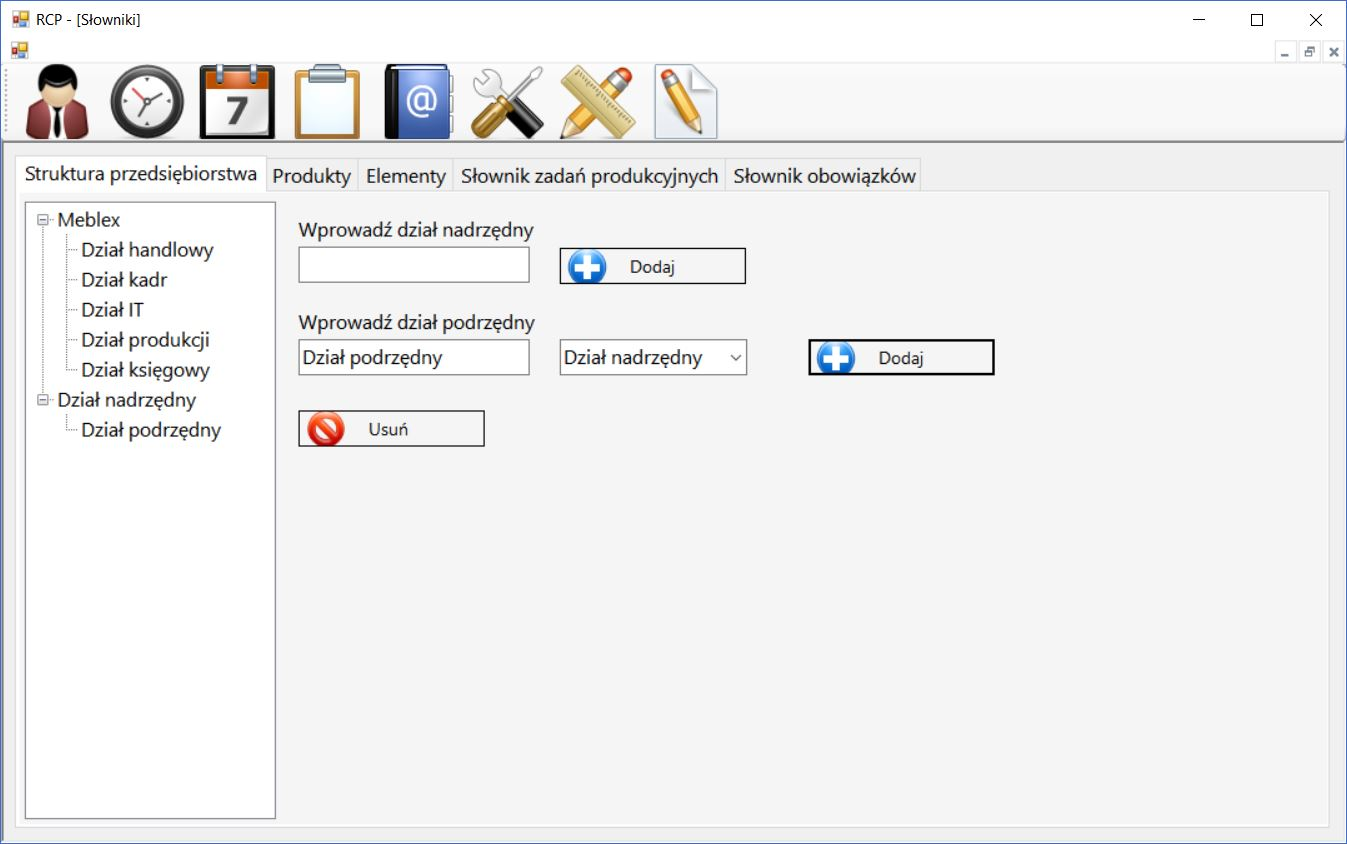 RCP - [Słowniki]
7
@
Struktura przedsiębiorstwa Produkty Elementy Słownik zadań produkcyjnych Słownik obowiązków
Meblex
Dział handlowy
Dział kadr
Dział IT
Dział produkcji
Dział księgowy
Dział nadrzędny
Dział podrzędny
Wprowadź dział nadrzędny
Dodaj
Wprowadź dział podrzędny
Dział podrzędny Dział nadrzędny Dodaj
Usuń